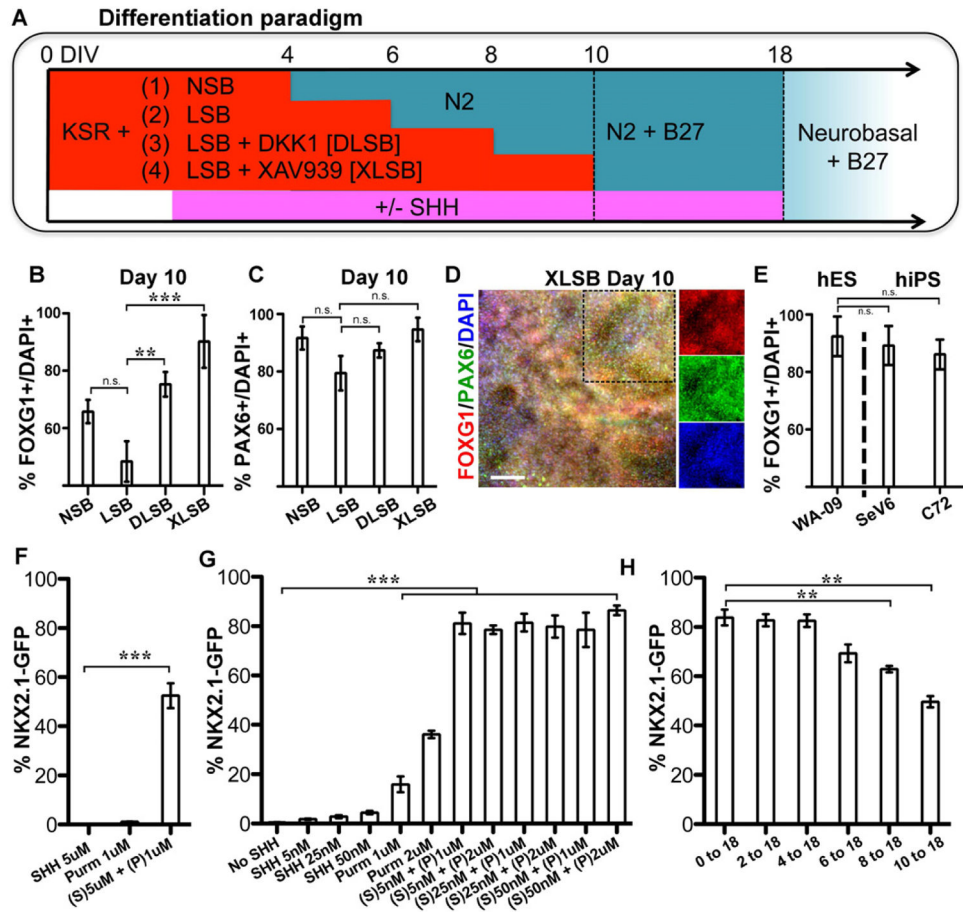 A Differentiation paradigm
0 DIV 4 6 8 10 18
KSR +
(1) NSB
(2) LSB
(3) LSB + DKK1 [DLSB]
(4) LSB + XAV939 [XLSB]
N2
N2 + B27
Neurobasal
+ B27
+/- SHH
B Day 10
% FOXG1+/DAPI+
100
80
60
n.s.
**
***
NSB LSB DLSB XLSB
C Day 10
% PAX6+/DAPI+
100
80
60
n.s. n.s.
n.s.
NSB LSB DLSB XLSB
D XLSB Day 10
FOXG1/PAX6/DAPI
E hES hiPS
% FOXG1+/DAPI+
100
80
60
n.s.
n.s.
WA-09 SeV6 C72
F
% NKX2.1-GFP
100
80
60
40
20
0
***
SHH 5uM
Purm 1uM
(S)5uM + (P)1uM
G
% NKX2.1-GFP
100
80
60
40
20
0
***
No SHH
SHH 5nM
SHH 25nM
SHH 50nM
Purm 1uM
Purm 2uM
(S)5nM + (P)1uM
(S)5nM + (P)2uM
(S)25nM + (P)1uM
(S)25nM + (P)2uM
(S)50nM + (P)1uM
(S)50nM + (P)2uM
H
% NKX2.1-GFP
100
80
60
40
20
0
**
**
0 to 18
2 to 18
4 to 18
6 to 18
8 to 18
10 to 18